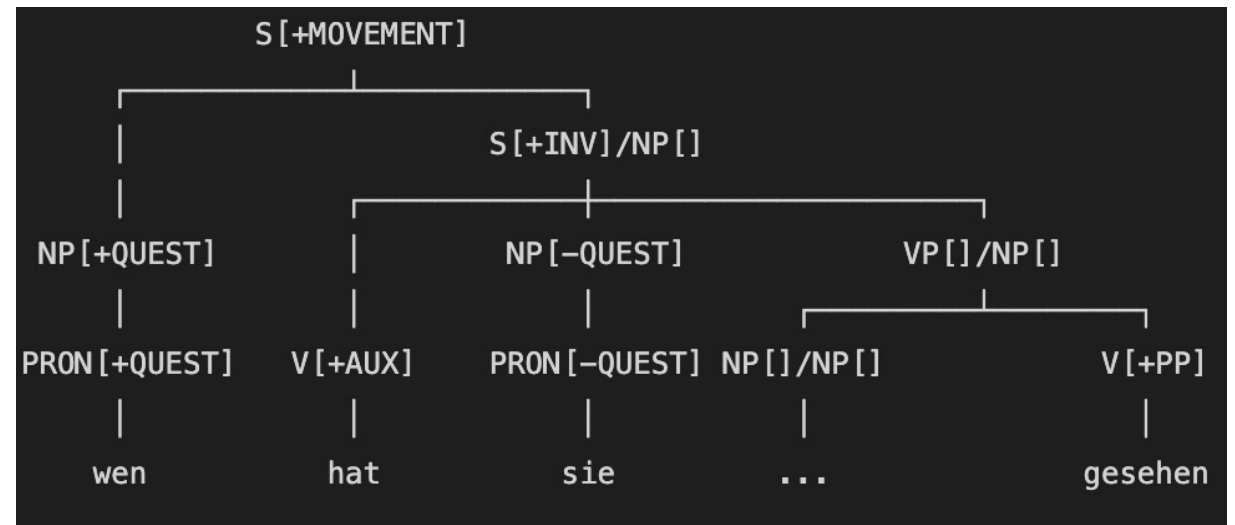 S[+MOVEMENT]
S[+INV]/NP[]
NP[+QUEST] NP[-QUEST] VP[]/NP[]
PRON[+QUEST] V[+AUX] PRON[-QUEST] NP[]/NP[] V[+PP]
wen hat sie ... gesehen